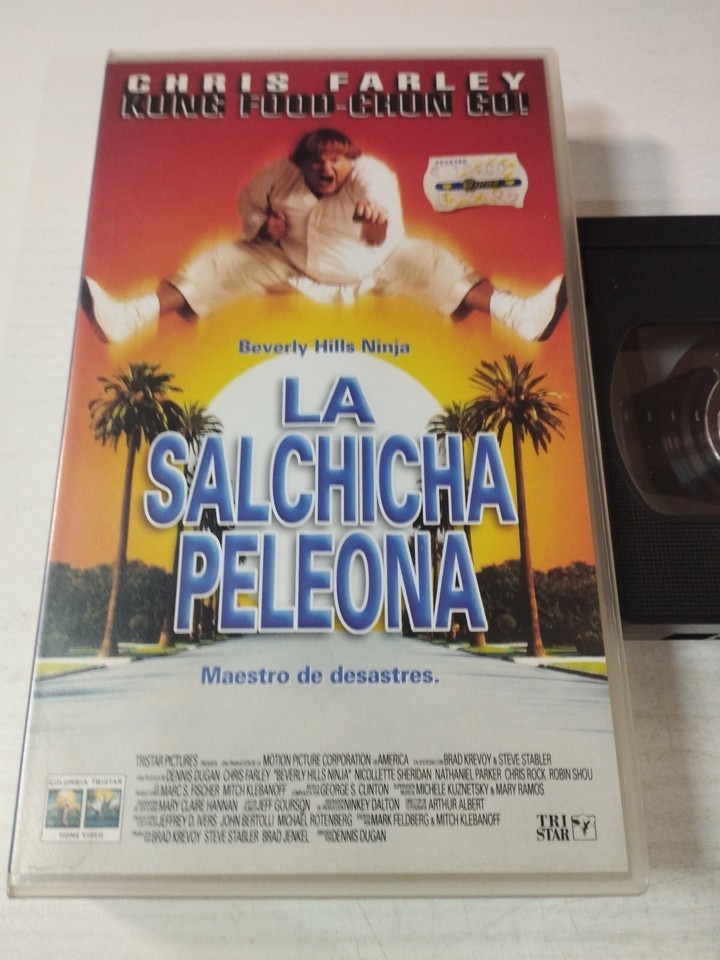 CHRIS FARLEY
KUNG FOOD-CHUN GO!
PESETAS
Euros
Beverly Hills Ninja
LA
SALCHICHA
PELEONA
Maestro de desastres.
TRISTAR PICTURES MOTION PICTURE CORPORATION OF AMERICA BRAD KREVOY & STEVE STABLER
DENNIS DUGAN CHRIS FARLEY "BEVERLY HILLS NINJA" NICOLLETTE SHERIDAN NATHANIEL PARKER CHRIS ROCK ROBIN SHOU
MARC S. FISCHER MITCH KLEBANOFF GEORGE S. CLINTON MICHELE KUZNETSKY & MARY RAMOS
MARY CLAIRE HANNAN JEFF GOURSON NINKEY DALTON ARTHUR ALBERT
JEFFREY D. IVERS JOHN BERTOLLI MICHAEL ROTENBERG MARK FELDBERG & MITCH KLEBANOFF
BRAD KREVOY STEVE STABLER BRAD JENKEL DENNIS DUGAN
COLUMBIA TRISTAR
HOME VIDEO
TRI
STAR